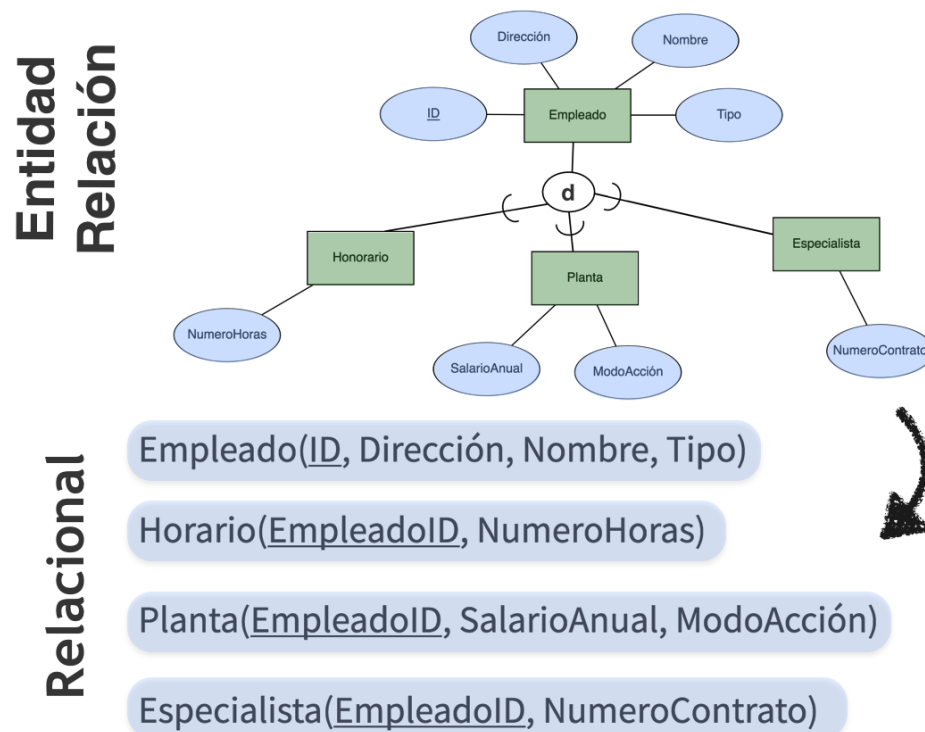 Entidad
Relación
Dirección
Nombre
ID
Empleado
Tipo
d
Honorario
Planta
Especialista
NumeroHoras
SalarioAnual
ModoAcción
NumeroContrato
Relacional
Empleado(ID, Dirección, Nombre, Tipo)
Horario(EmpleadoID, NumeroHoras)
Planta(EmpleadoID, SalarioAnual, ModoAcción)
Especialista(EmpleadoID, NumeroContrato)